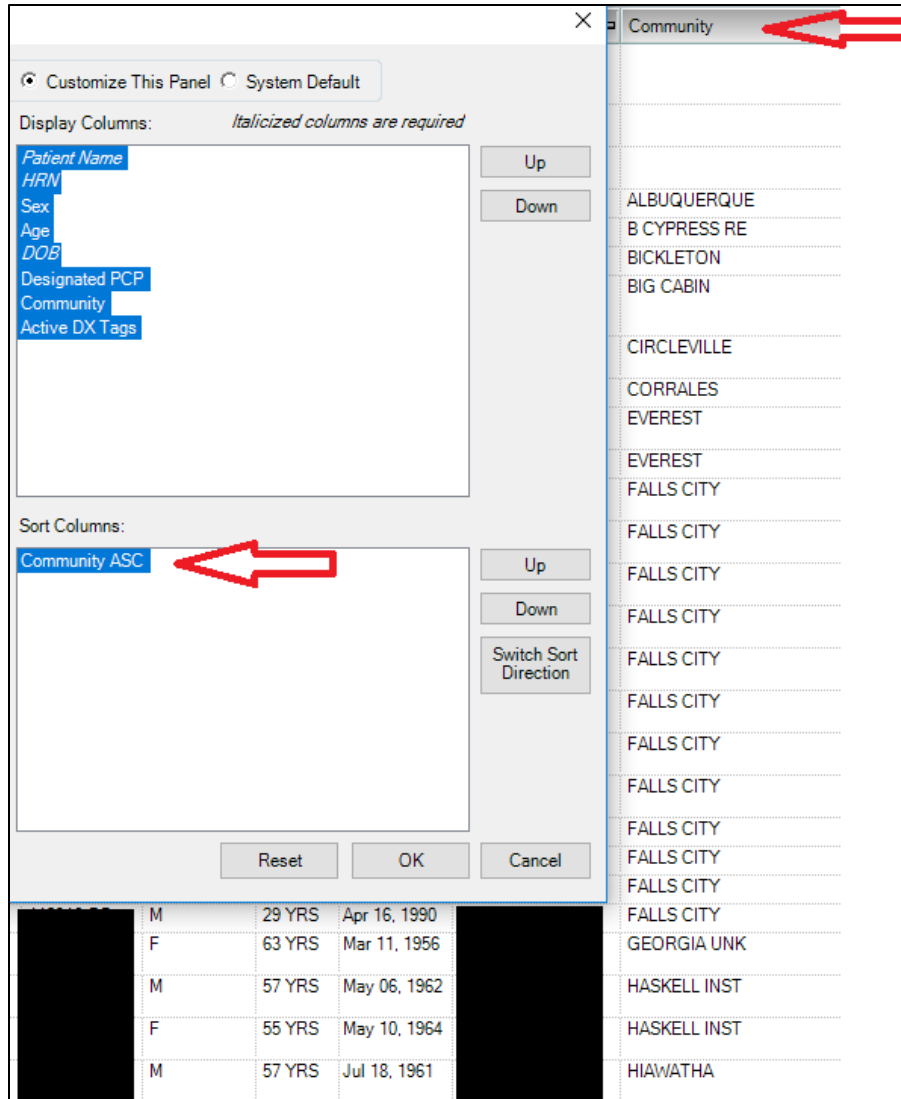 Community
Customize This Panel System Default
Display Columns: Italicized columns are required
Patient Name
HRN
Sex
Age
DOB
Designated PCP
Community
Active DX Tags
Up
Down
Sort Columns:
Community ASC
Up
Down
Switch Sort
Direction
Reset OK Cancel
ALBUQUERQUE
B CYPRESS RE
BICKLETON
BIG CABIN
CIRCLEVILLE
CORRALES
EVEREST
EVEREST
FALLS CITY
FALLS CITY
FALLS CITY
FALLS CITY
FALLS CITY
FALLS CITY
FALLS CITY
FALLS CITY
FALLS CITY
FALLS CITY
FALLS CITY
M 29 YRS Apr 16, 1990 FALLS CITY
F 63 YRS Mar 11, 1956 GEORGIA UNK
M 57 YRS May 06, 1962 HASKELL INST
F 55 YRS May 10, 1964 HASKELL INST
M 57 YRS Jul 18, 1961 HIAWATHA